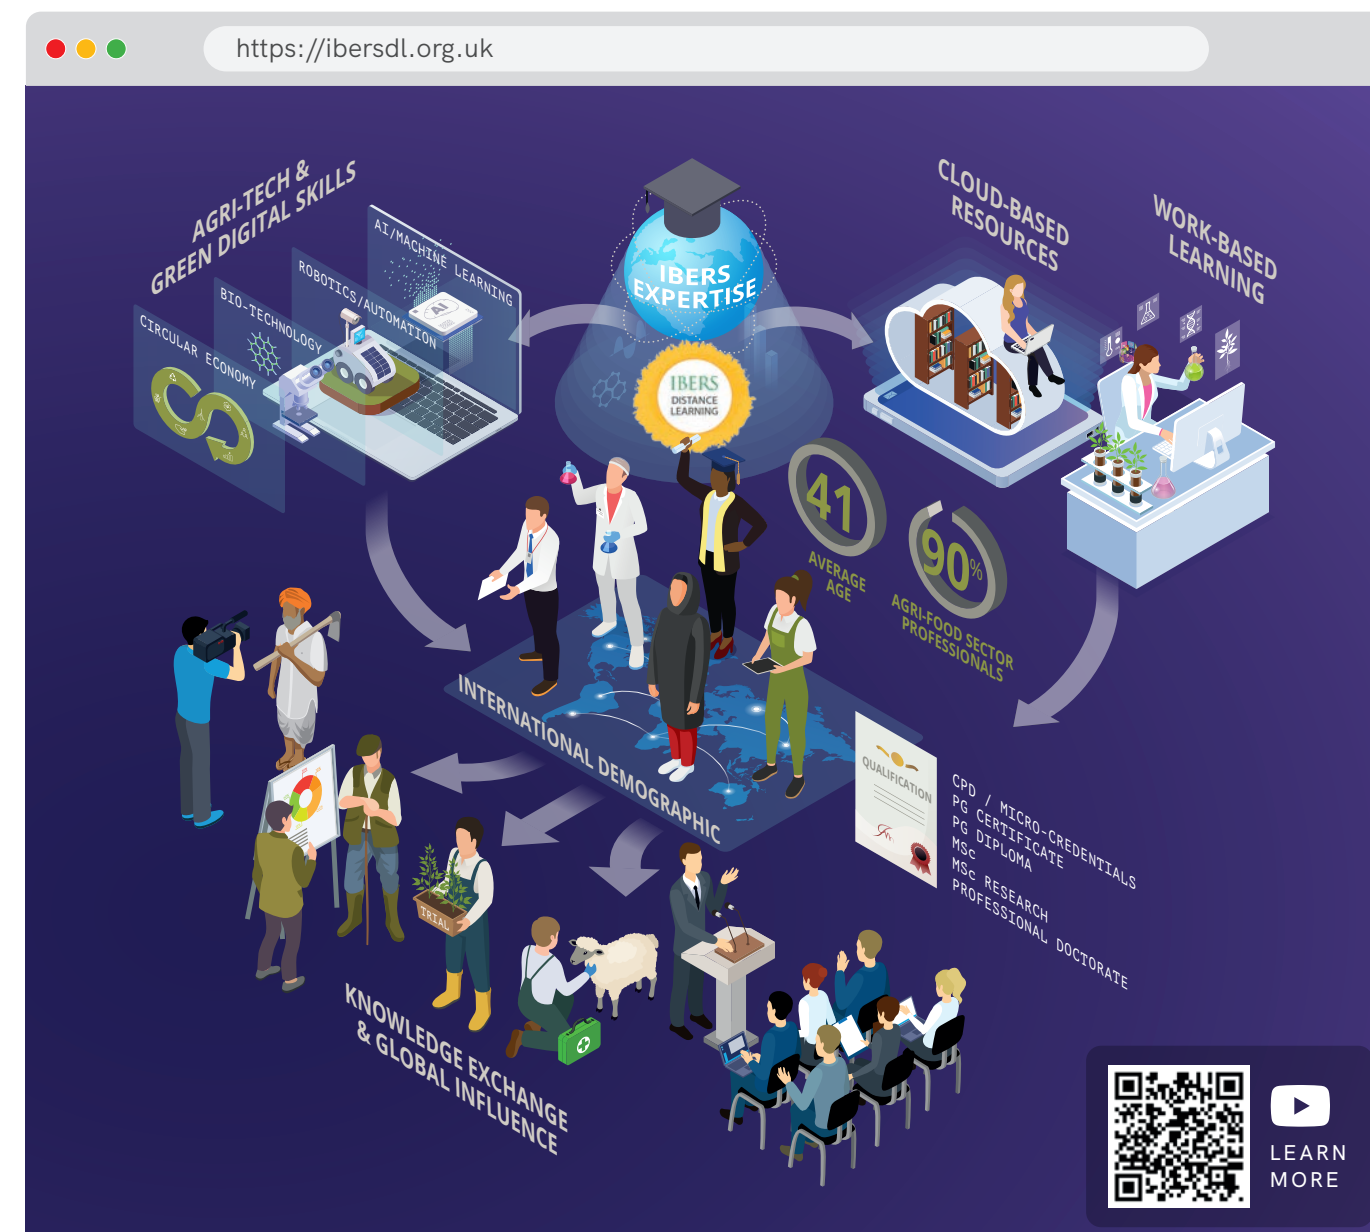 https://ibersdl.org.uk
AGRI-TECH &
GREEN DIGITAL SKILLS
CIRCULAR ECONOMY
BIO-TECHNOLOGY
ROBOTICS/AUTOMATION
AI/MACHINE LEARNING
AI
IBERS
EXPERTISE
IBERS
DISTANCE
LEARNING
CLOUD-BASED
RESOURCES
WORK-BASED
LEARNING
41
AVERAGE
AGE
90%
AGRI-FOOD SECTOR
PROFESSIONALS
INTERNATIONAL DEMOGRAPHIC
QUALIFICATION
CPD / MICRO-CREDENTIALS
PG CERTIFICATE
PG DIPLOMA
MSc
MSc RESEARCH
PROFESSIONAL DOCTORATE
TRIAL
KNOWLEDGE EXCHANGE
& GLOBAL INFLUENCE
LEARN
MORE